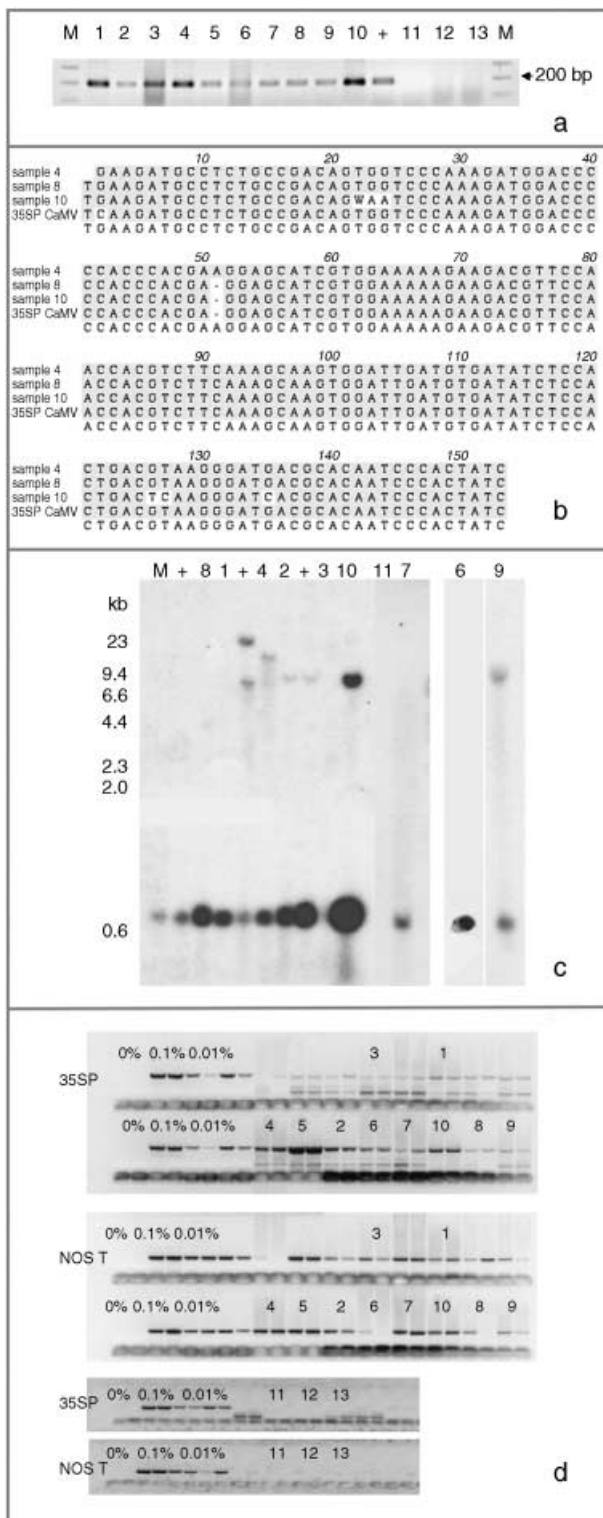 M 1 2 3 4 5 6 7 8 9 10 + 11 12 13 M
200 bp
a
10 20 30 40
sample 4 GAAGATGCCTCTGCCGACAGTGGTCCCAAAGATGGACCC
sample 8 TGAAGATGCCTCTGCCGACAGTGGTCCCAAAGATGGACCC
sample 10 TGAAGATGCCTCTGCCGACAGWAATCCCAAAGATGGACCC
35SP CaMV TCAAGATGCCTCTGCCGACAGTGGTCCCAAAGATGGACCC
TGAAGATGCCTCTGCCGACAGTGGTCCCAAAGATGGACCC
50 60 70 80
sample 4 CCACCCACGAAGGAGCATCGTGGAAAAAGAAGACGTTCCA
sample 8 CCACCCACGA-GGAGCATCGTGGAAAAAGAAGACGTTCCA
sample 10 CCACCCACGA-GGAGCATCGTGGAAAAAGAAGACGTTCCA
35SP CaMV CCACCCACGA-GGAGCATCGTGGAAAAAGAAGACGTTCCA
CCACCCACGAGGAGCATCGTGGAAAAAGAAGACGTTCCA
90 100 110 120
sample 4 ACCACGTCTTCAAAGCAAGTGGATTGATGTGATATCTCCA
sample 8 ACCACGTCTTCAAAGCAAGTGGATTGATGTGATATCTCCA
sample 10 ACCACGTCTTCAAAGCAAGTGGATTGATGTGATATCTCCA
35SP CaMV ACCACGTCTTCAAAGCAAGTGGATTGATGTGATATCTCCA
ACCACGTCTTCAAAGCAAGTGGATTGATGTGATATCTCCA
130 140 150
sample 4 CTGACGTAAGGGATGACGCACAATCCCACTATC
sample 8 CTGACGTAAGGGATGACGCACAATCCCACTATC
sample 10 CTGACTCAAGGGATCACGCACAATCCCACTATC
35SP CaMV CTGACGTAAGGGATGACGCACAATCCCACTATC
CTGACGTAAGGGATGACGCACAATCCCACTATC
b
M + 8 1 + 4 2 + 3 10 11 7 6 9
kb
23
9.4
6.6
4.4
2.3
2.0
0.6
c
0% 0.1% 0.01% 3 1
35SP
0% 0.1% 0.01% 4 5 2 6 7 10 8 9
0% 0.1% 0.01% 3 1
NOS T
0% 0.1% 0.01% 4 5 2 6 7 10 8 9
0% 0.1% 0.01% 11 12 13
35SP
0% 0.1% 0.01% 11 12 13
NOS T
d